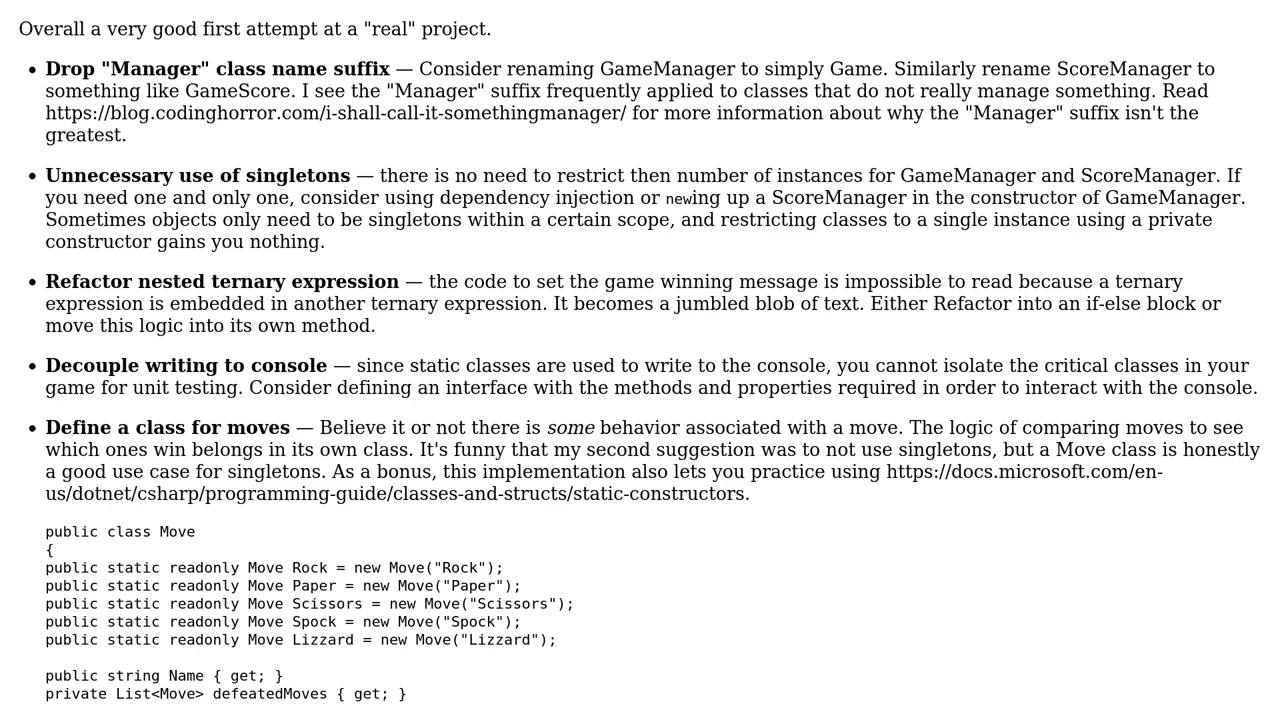 Overall a very good first attempt at a "real" project.
• Drop "Manager" class name suffix — Consider renaming GameManager to simply Game. Similarly rename ScoreManager to
something like GameScore. I see the "Manager" suffix frequently applied to classes that do not really manage something. Read
https://blog.codinghorror.com/i-shall-call-it-somethingmanager/ for more information about why the "Manager" suffix isn't the
greatest.
• Unnecessary use of singletons — there is no need to restrict then number of instances for GameManager and ScoreManager. If
you need one and only one, consider using dependency injection or newing up a ScoreManager in the constructor of GameManager.
Sometimes objects only need to be singletons within a certain scope, and restricting classes to a single instance using a private
constructor gains you nothing.
• Refactor nested ternary expression — the code to set the game winning message is impossible to read because a ternary
expression is embedded in another ternary expression. It becomes a jumbled blob of text. Either Refactor into an if-else block or
move this logic into its own method.
• Decouple writing to console — since static classes are used to write to the console, you cannot isolate the critical classes in your
game for unit testing. Consider defining an interface with the methods and properties required in order to interact with the console.
• Define a class for moves — Believe it or not there is some behavior associated with a move. The logic of comparing moves to see
which ones win belongs in its own class. It's funny that my second suggestion was to not use singletons, but a Move class is honestly
a good use case for singletons. As a bonus, this implementation also lets you practice using https://docs.microsoft.com/en-
us/dotnet/csharp/programming-guide/classes-and-structs/static-constructors.
public class Move
{
public static readonly Move Rock = new Move("Rock");
public static readonly Move Paper = new Move("Paper");
public static readonly Move Scissors = new Move("Scissors");
public static readonly Move Spock = new Move("Spock");
public static readonly Move Lizzard = new Move("Lizzard");
public string Name { get; }
private List<Move> defeatedMoves { get; }